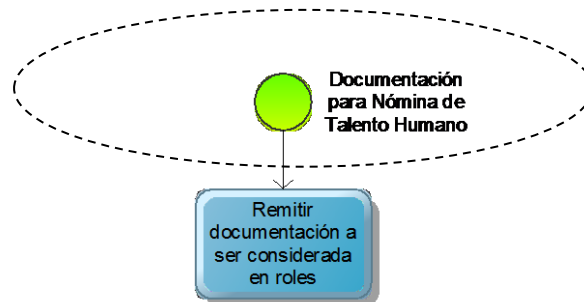 Documentación
para Nómina de
Talento Humano
Remitir
documentación a
ser considerada
en roles